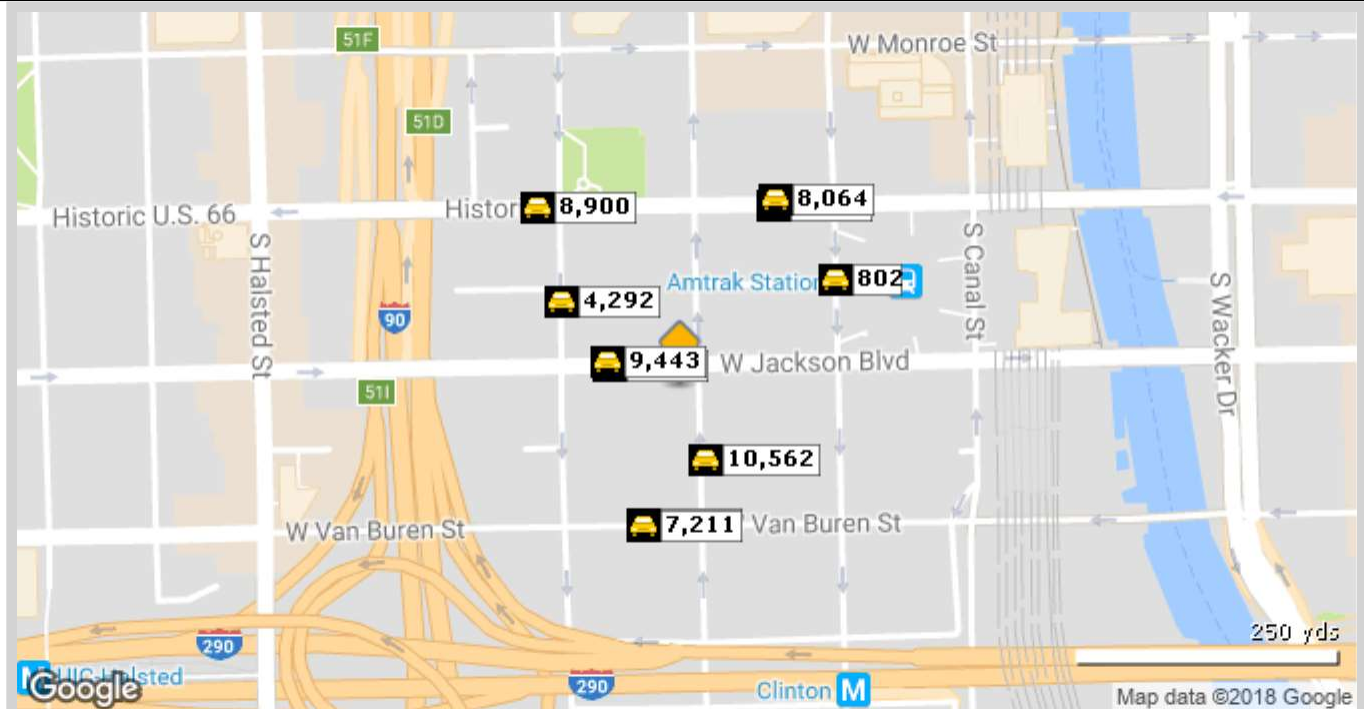 51F
W Monroe St
51D
Historic U.S. 66
Histor
8,900
8,064
S Halsted St
S Canal St
Amtrak Station
802
S Wacker Dr
4,292
90
9,443
W Jackson Blvd
51I
10,562
W Van Buren St
7,211
Van Buren St
250 yds
290
UIC-Halsted
Google
290
Clinton M
Map data ©2018 Google